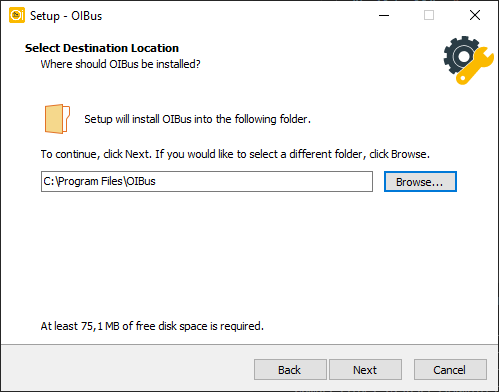 Setup - OIBus
Select Destination Location
Where should OIBus be installed?
Setup will install OIBus into the following folder.
To continue, click Next. If you would like to select a different folder, click Browse.
C:\Program Files\OIBus
Browse...
At least 75,1 MB of free disk space is required.
Back
Next
Cancel